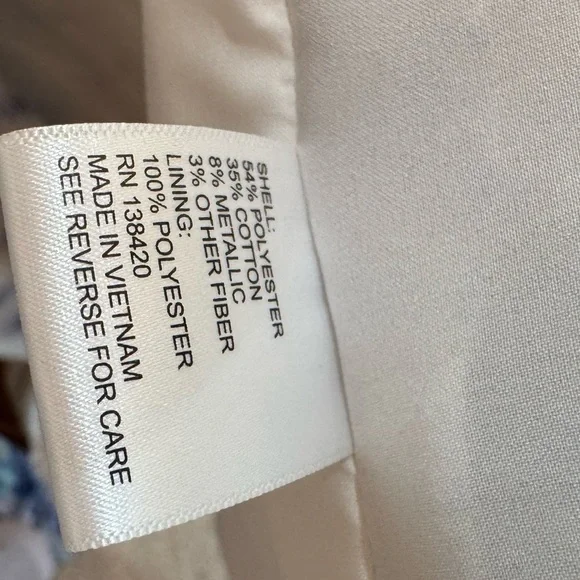 SHELL:
54% POLYESTER
35% COTTON
8% METALLIC
3% OTHER FIBER
LINING:
100% POLYESTER
RN 138420
MADE IN VIETNAM
SEE REVERSE FOR CARE